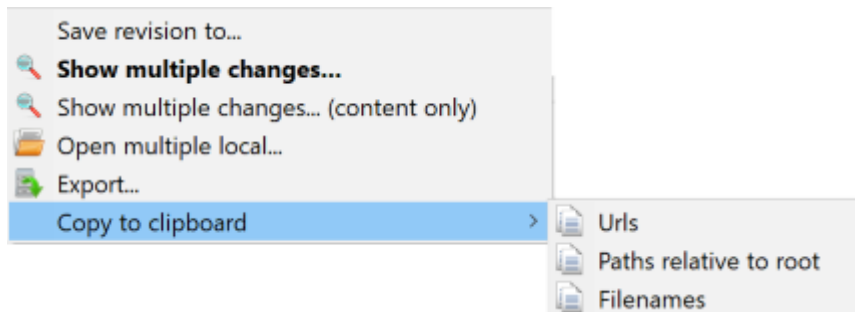 Save revision to...
Show multiple changes...
Show multiple changes... (content only)
Open multiple local...
Export...
Copy to clipboard
Urls
Paths relative to root
Filenames